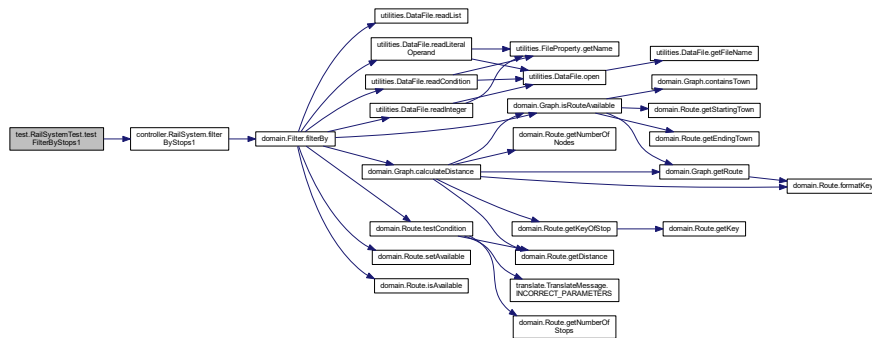 utilities.DataFile.readList
utilities.DataFile.readLiteral
Operand
utilities.FileProperty.getName
utilities.DataFile.getFileName
utilities.DataFile.readCondition
utilities.DataFile.open
domain.Graph.containsTown
utilities.DataFile.readInteger
domain.Graph.isRouteAvailable
domain.Route.getStartingTown
test.RailSystemTest.test
FilterByStops1
controller.RailSystem.filter
ByStops1
domain.Filter.filterBy
domain.Route.getNumberOf
Nodes
domain.Route.getEndingTown
domain.Graph.calculateDistance
domain.Graph.getRoute
domain.Route.formatKey
domain.Route.testCondition
domain.Route.getKeyOfStop
domain.Route.getKey
domain.Route.setAvailable
domain.Route.getDistance
domain.Route.isAvailable
translate.TranslateMessage.
INCORRECT_PARAMETERS
domain.Route.getNumberOf
Stops